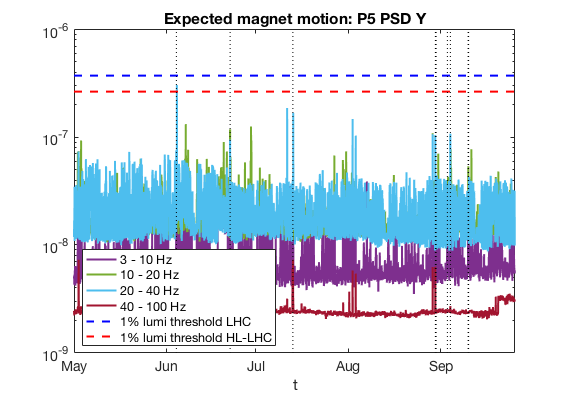 Expected magnet motion: P5 PSD Y
10^-6
10^-7
10^-8
10^-9
3 - 10 Hz
10 - 20 Hz
20 - 40 Hz
40 - 100 Hz
1% lumi threshold LHC
1% lumi threshold HL-LHC
May Jun Jul Aug Sep
t